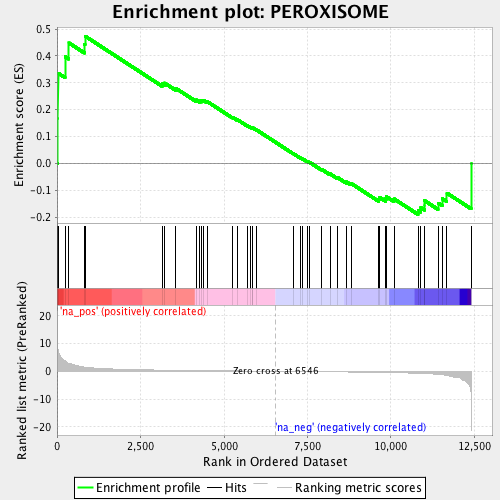 Enrichment plot: PEROXISOME
Enrichment score (ES)
0.5
0.4
0.3
0.2
0.1
0.0
-0.1
-0.2
'na_pos' (positively correlated)
Ranked list metric (PreRanked)
20
10
0
-10
-20
Zero cross at 6546
'na_neg' (negatively correlated)
0
2,500
5,000
7,500
10,000
12,500
Rank in Ordered Dataset
Enrichment profile
Hits
Ranking metric scores